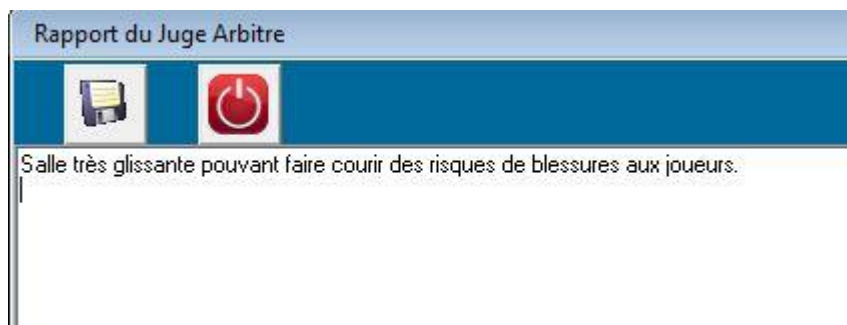 Rapport du Juge Arbitre
Salle très glissante pouvant faire courir des risques de blessures aux joueurs.